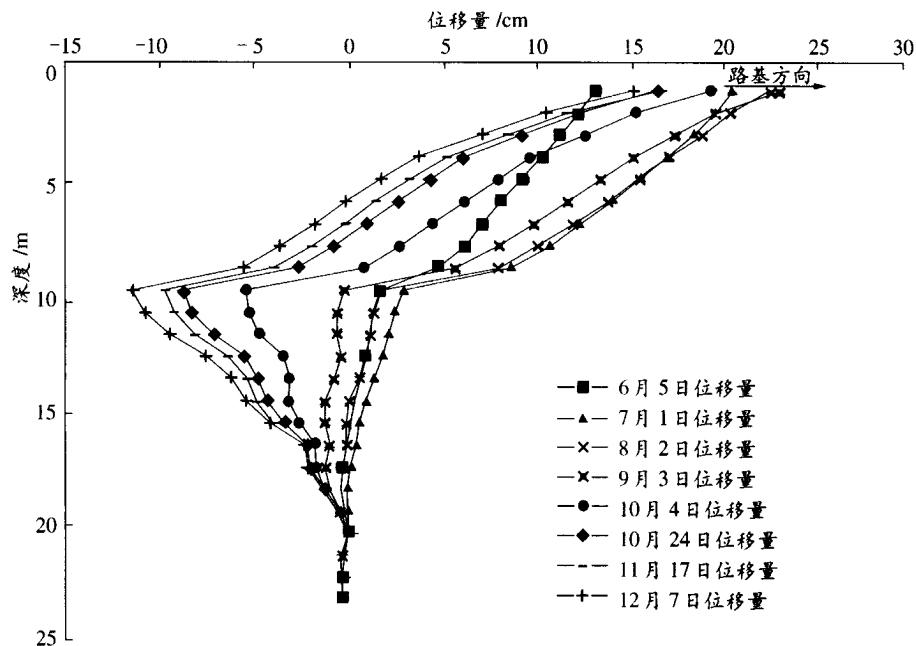 位移量 /cm
-15 -10 -5 0 5 10 15 20 25 30
0
路基方向
5
深度 /m
10
15
20
25
6月 5日位移量
7月 1日位移量
8月 2日位移量
9月 3日位移量
10月 4日位移量
10月 24日位移量
11月 17日位移量
12月 7日位移量